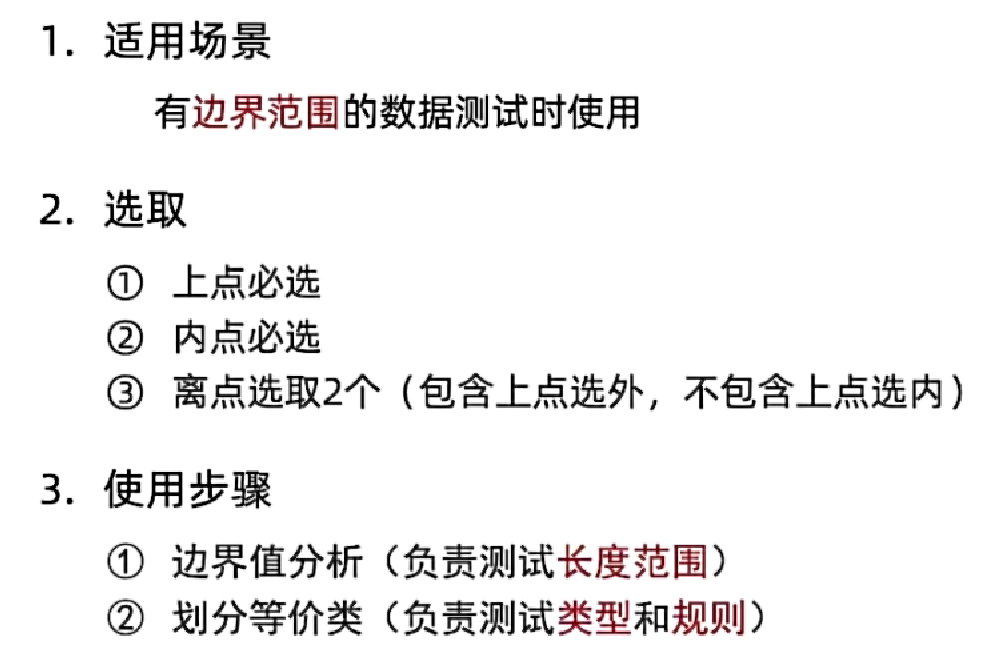 1. 适用场景
有边界范围的数据测试时使用
2. 选取
① 上点必选
② 内点必选
③ 离点选取2个（包含上点选外，不包含上点选内）
3. 使用步骤
① 边界值分析（负责测试长度范围）
② 划分等价类（负责测试类型和规则）